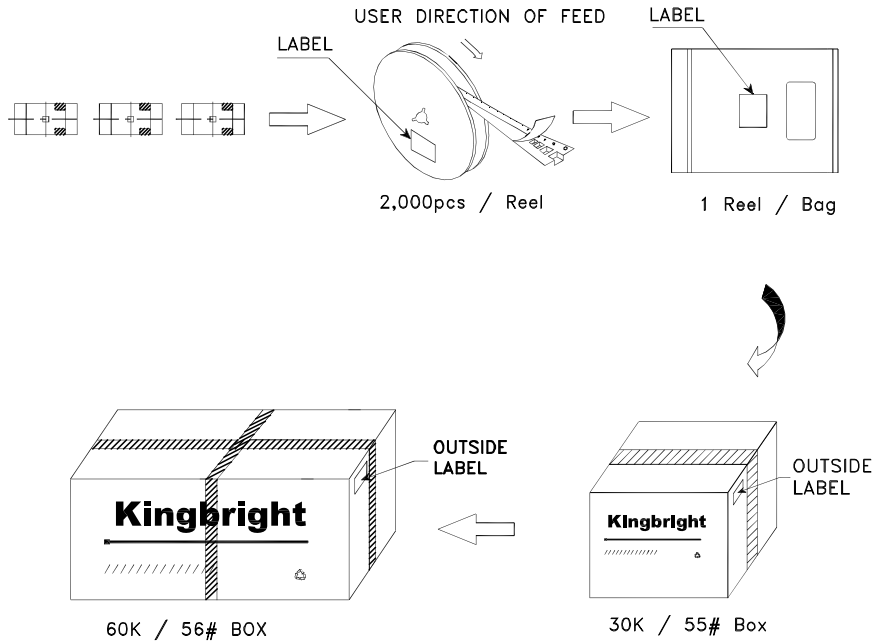 USER DIRECTION OF FEED
LABEL
LABEL
2,000pcs / Reel
1 Reel / Bag
OUTSIDE
LABEL
Kingbright
60K / 56# BOX
OUTSIDE
LABEL
Kingbright
30K / 55# Box